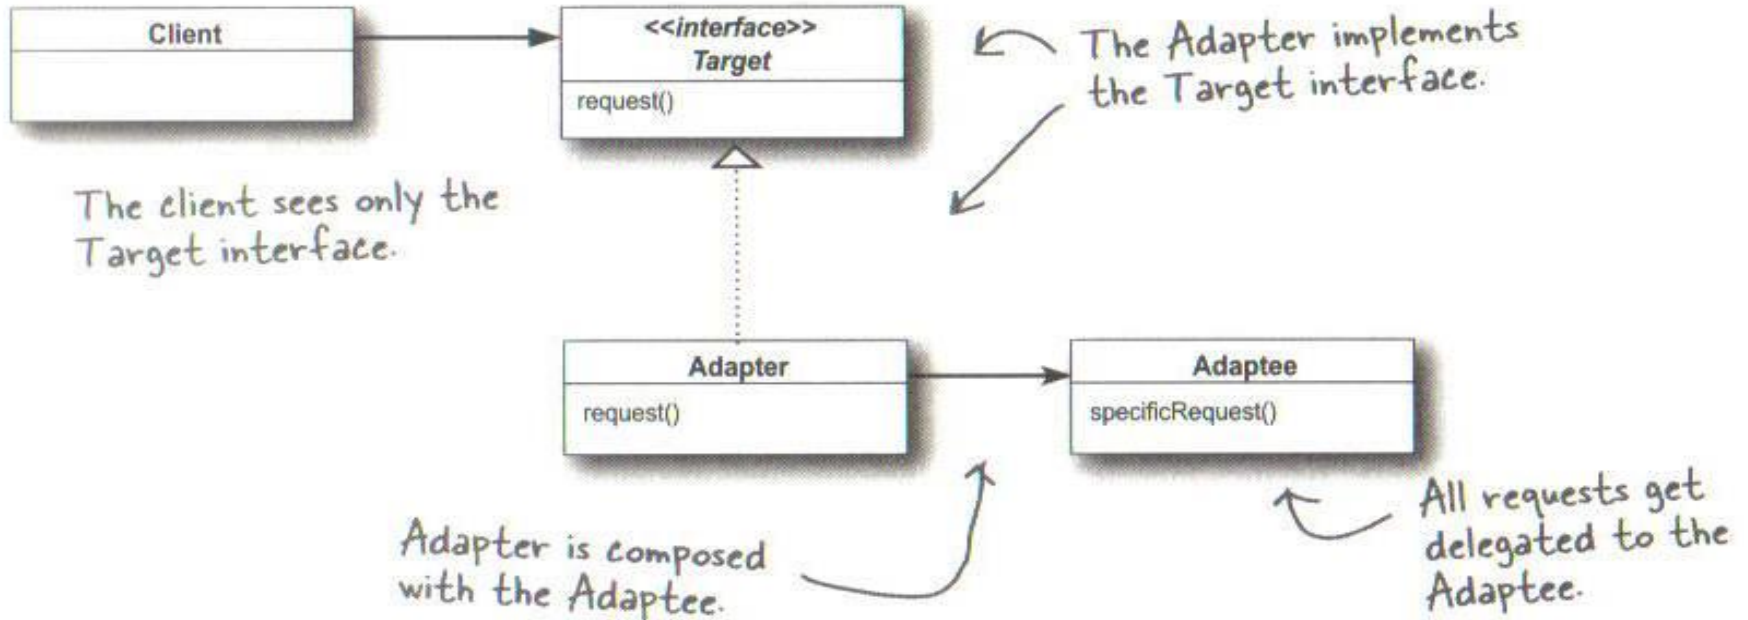 Client
<<interface>>
Target
request()
The Adapter implements
the Target interface.
The client sees only the
Target interface.
Adapter
request()
Adaptee
specificRequest()
Adapter is composed
with the Adaptee.
All requests get
delegated to the
Adaptee.